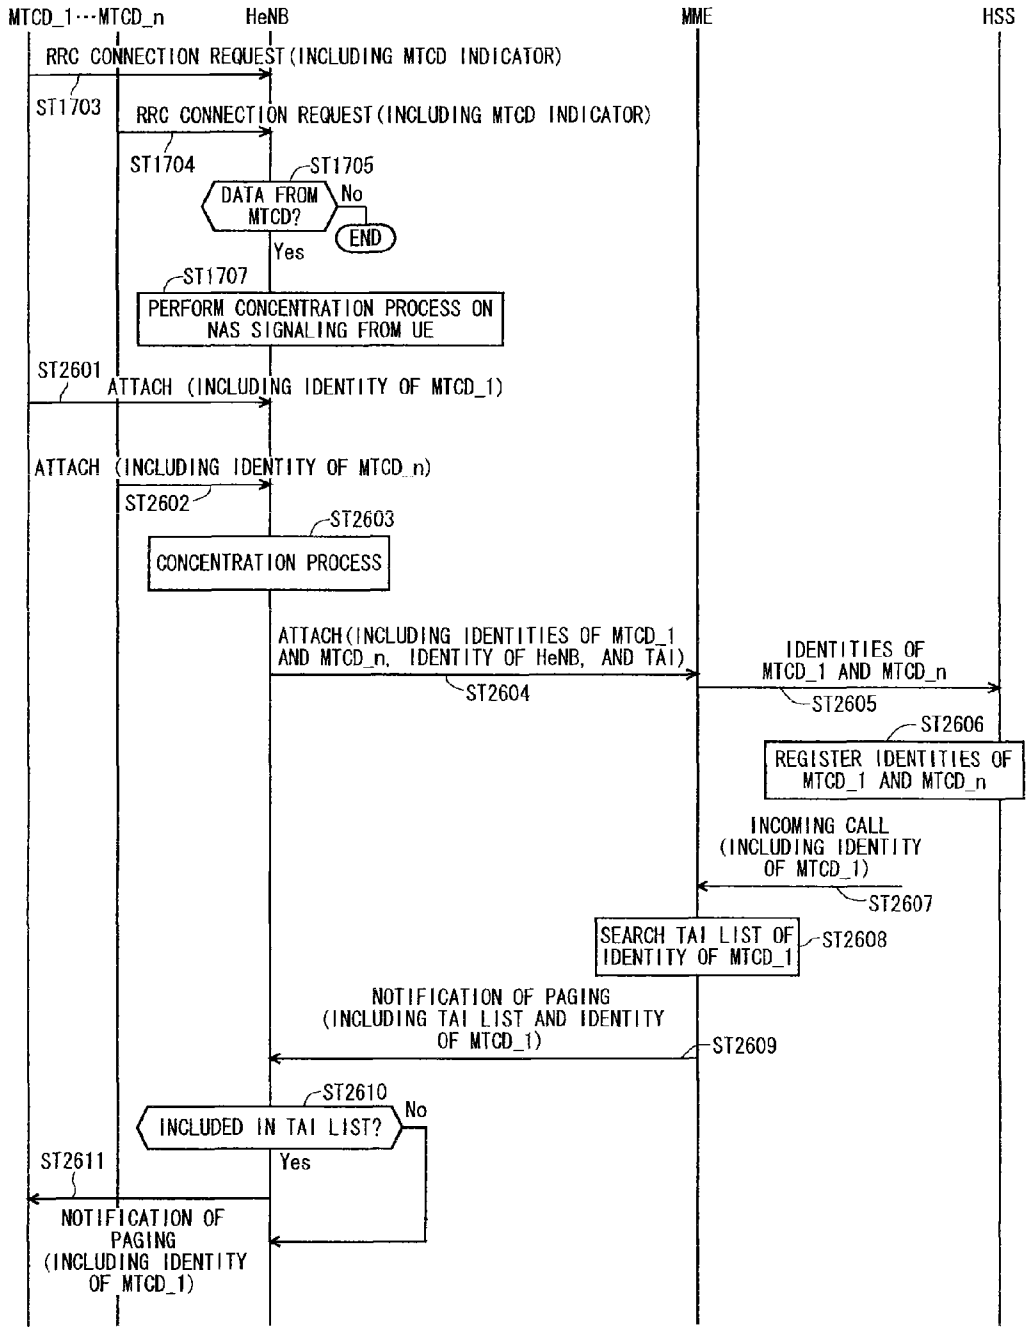 MTCD_1···MTCD_n
HeNB
MME
HSS
RRC CONNECTION REQUEST(INCLUDING MTCD INDICATOR)
ST1703
RRC CONNECTION REQUEST(INCLUDING MTCD INDICATOR)
ST1704
ST1705
DATA FROM
MTCD?
No
END
Yes
ST1707
PERFORM CONCENTRATION PROCESS ON
NAS SIGNALING FROM UE
ST2601
ATTACH (INCLUDING IDENTITY OF MTCD_1)
ATTACH (INCLUDING IDENTITY OF MTCD_n)
ST2602
ST2603
CONCENTRATION PROCESS
ATTACH(INCLUDING IDENTITIES OF MTCD_1
AND MTCD_n, IDENTITY OF HeNB, AND TAI)
ST2604
IDENTITIES OF
MTCD_1 AND MTCD_n
ST2605
ST2606
REGISTER IDENTITIES OF
MTCD_1 AND MTCD_n
INCOMING CALL
(INCLUDING IDENTITY
OF MTCD_1)
ST2607
SEARCH TAI LIST OF
IDENTITY OF MTCD_1
ST2608
NOTIFICATION OF PAGING
(INCLUDING TAI LIST AND IDENTITY
OF MTCD_1)
ST2609
ST2610
INCLUDED IN TAI LIST?
No
Yes
ST2611
NOTIFICATION OF
PAGING
(INCLUDING IDENTITY
OF MTCD_1)